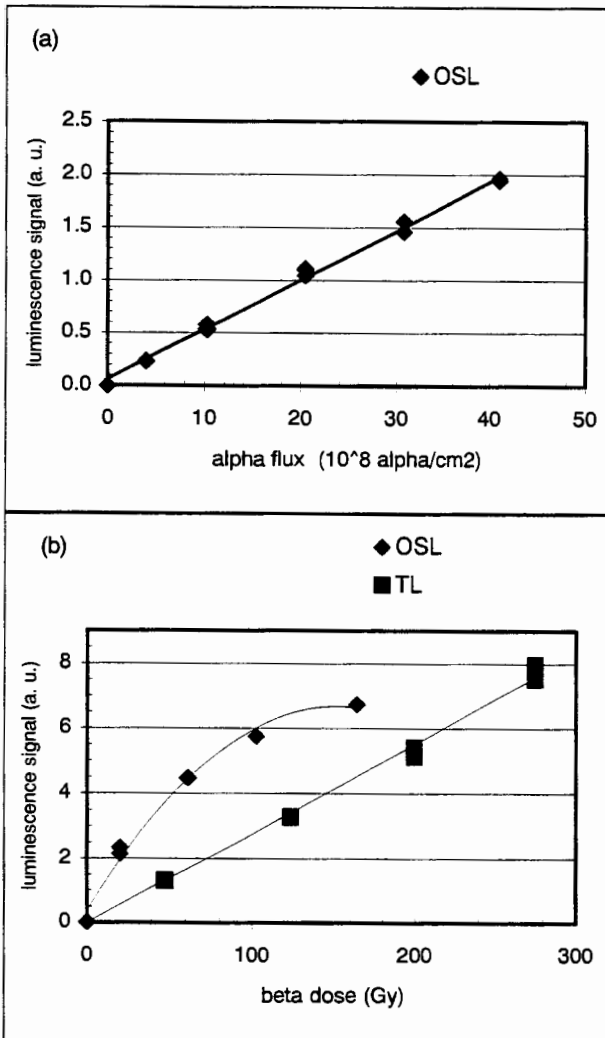 (a)
OSL
2.5
2.0
1.5
1.0
0.5
0.0
luminescence signal (a. u.)
0 10 20 30 40 50
alpha flux (10^8 alpha/cm2)
(b)
OSL
TL
8
6
4
2
0
luminescence signal (a. u.)
0 100 200 300
beta dose (Gy)